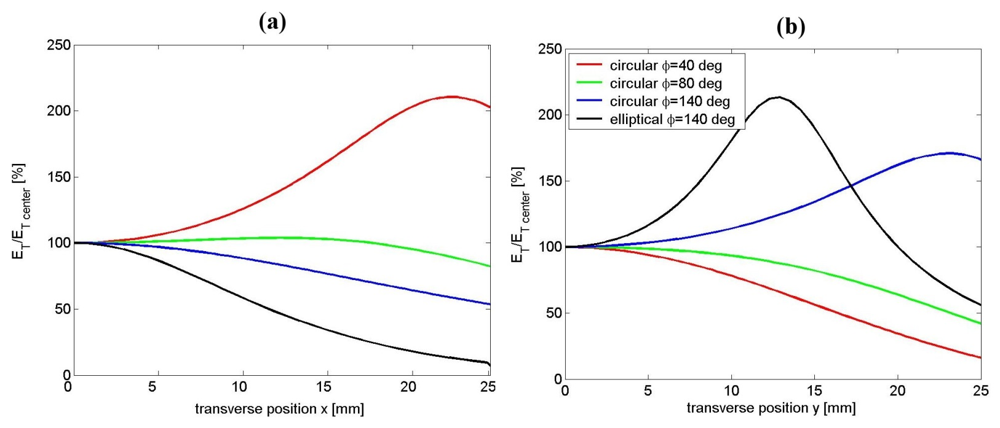 (a)
250
200
150
100
50
0
0 5 10 15 20 25
E_T/E_T center [%]
transverse position x [mm]
(b)
250
200
150
100
50
0
0 5 10 15 20 25
E_T/E_T center [%]
transverse position y [mm]
circular ϕ=40 deg
circular ϕ=80 deg
circular ϕ=140 deg
elliptical ϕ=140 deg